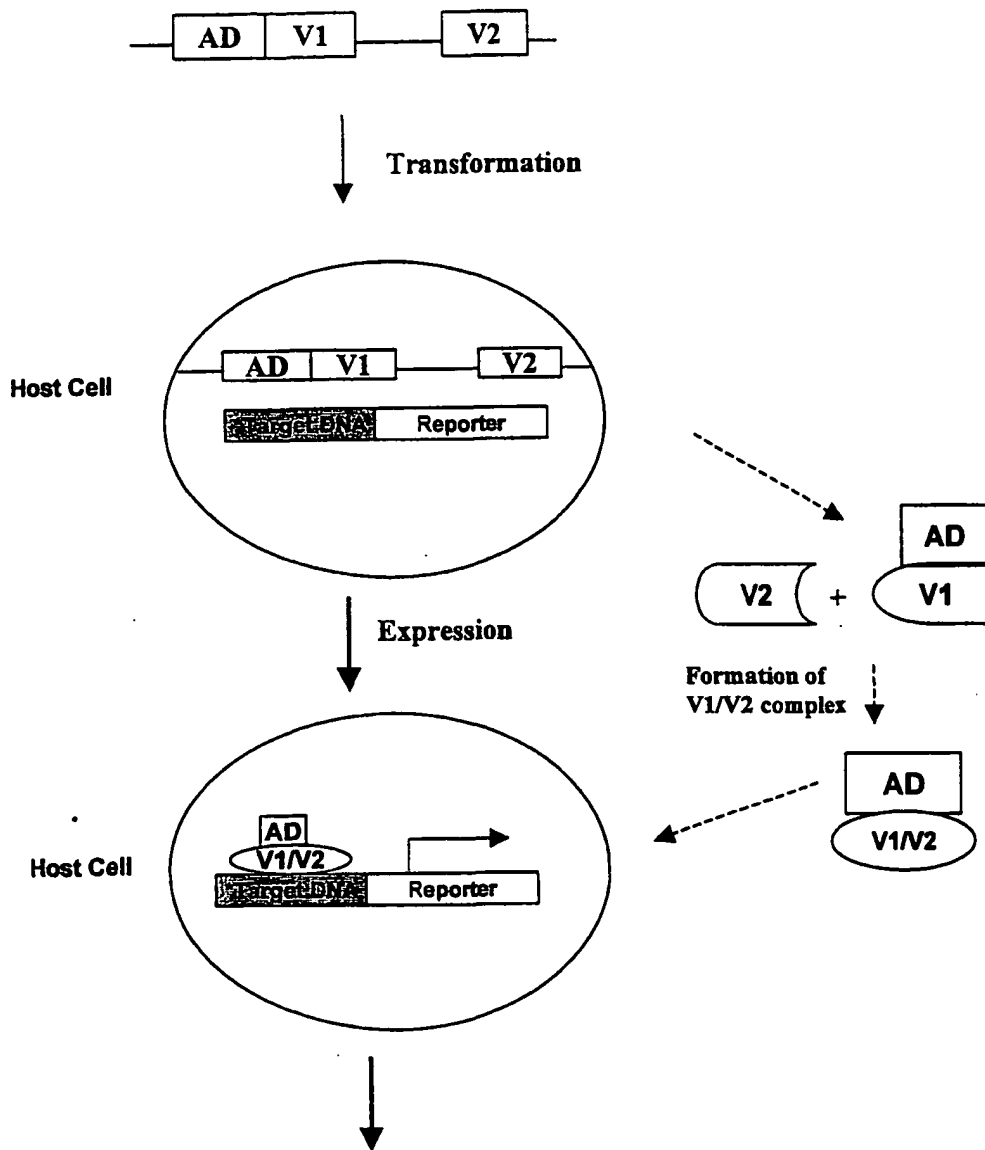 AD V1 V2
Transformation
Host Cell
AD V1 V2
Target DNA Reporter
AD
V2 + V1
Expression
Formation of
V1/V2 complex
AD
V1/V2
Host Cell
AD
V1/V2
Target DNA Reporter